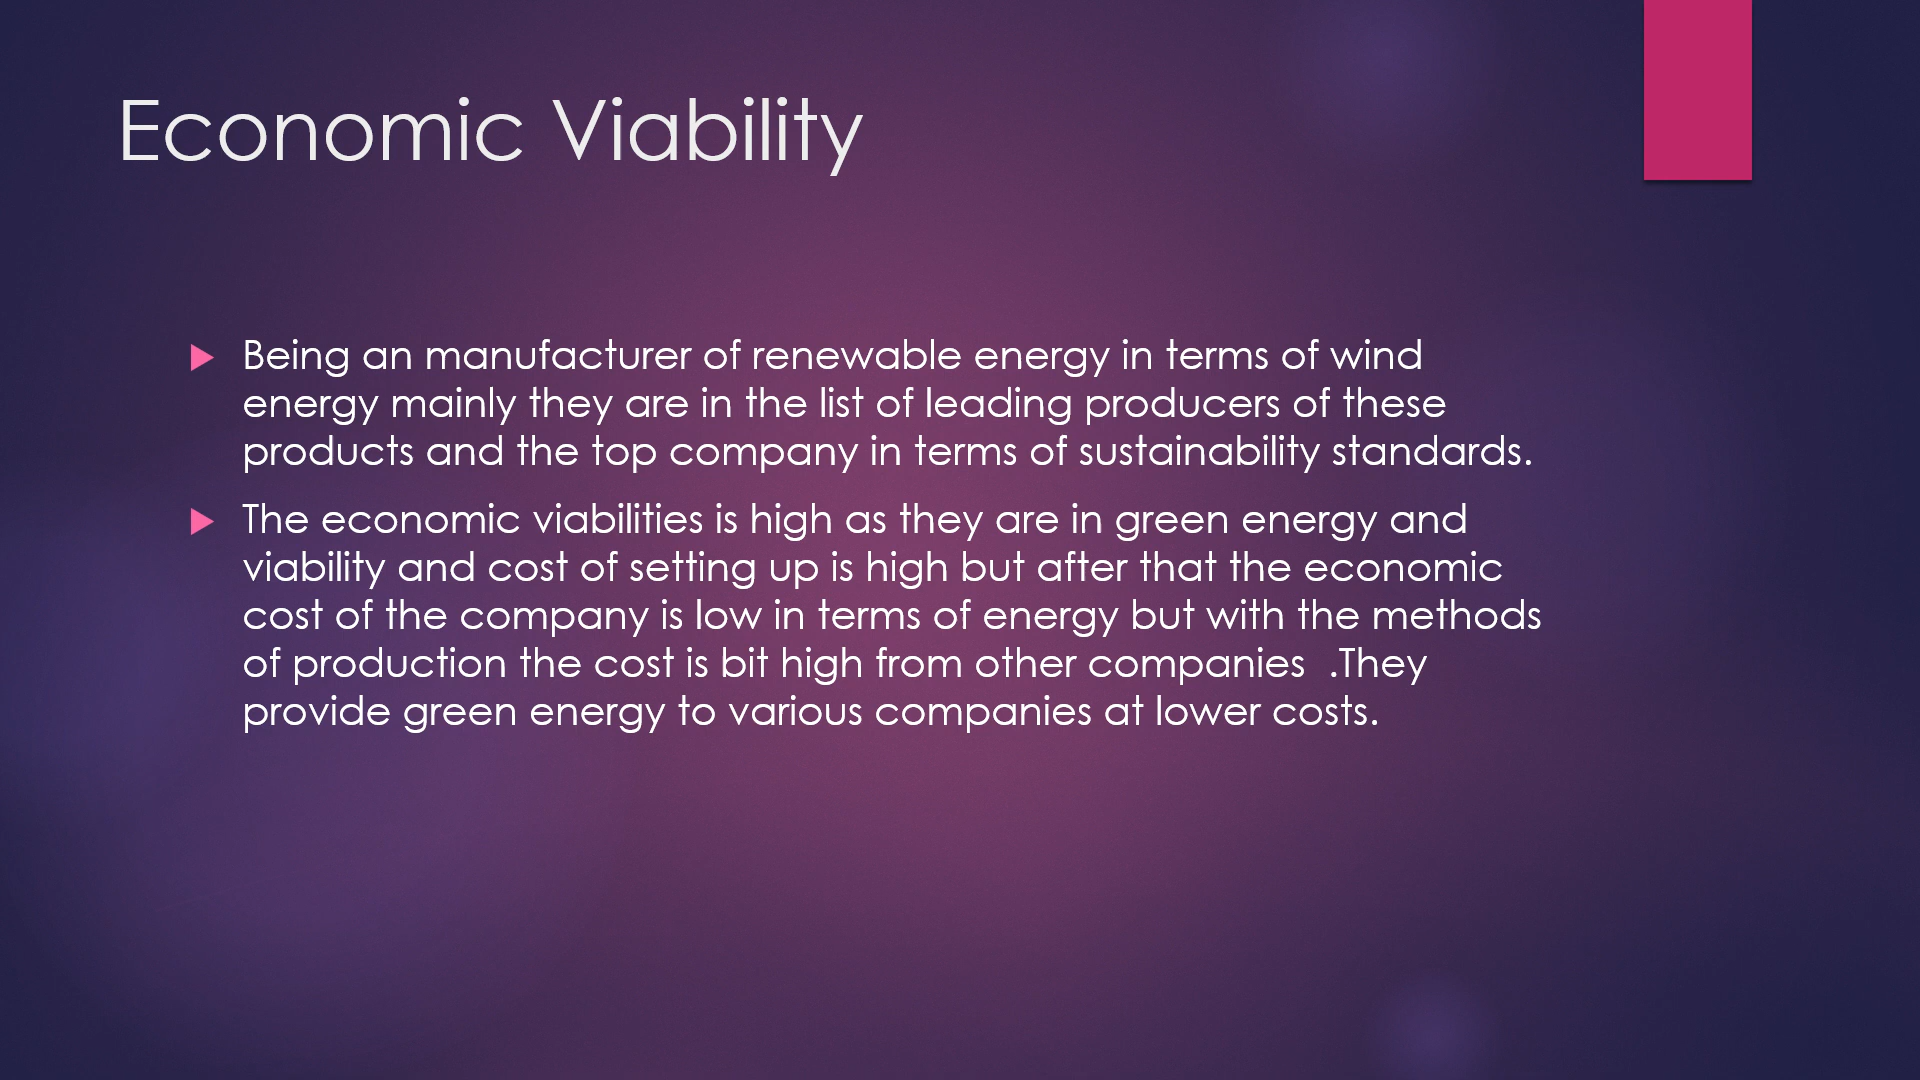 Economic Viability
Being an manufacturer of renewable energy in terms of wind
energy mainly they are in the list of leading producers of these
products and the top company in terms of sustainability standards.
The economic viabilities is high as they are in green energy and
viability and cost of setting up is high but after that the economic
cost of the company is low in terms of energy but with the methods
of production the cost is bit high from other companies  .They
provide green energy to various companies at lower costs.